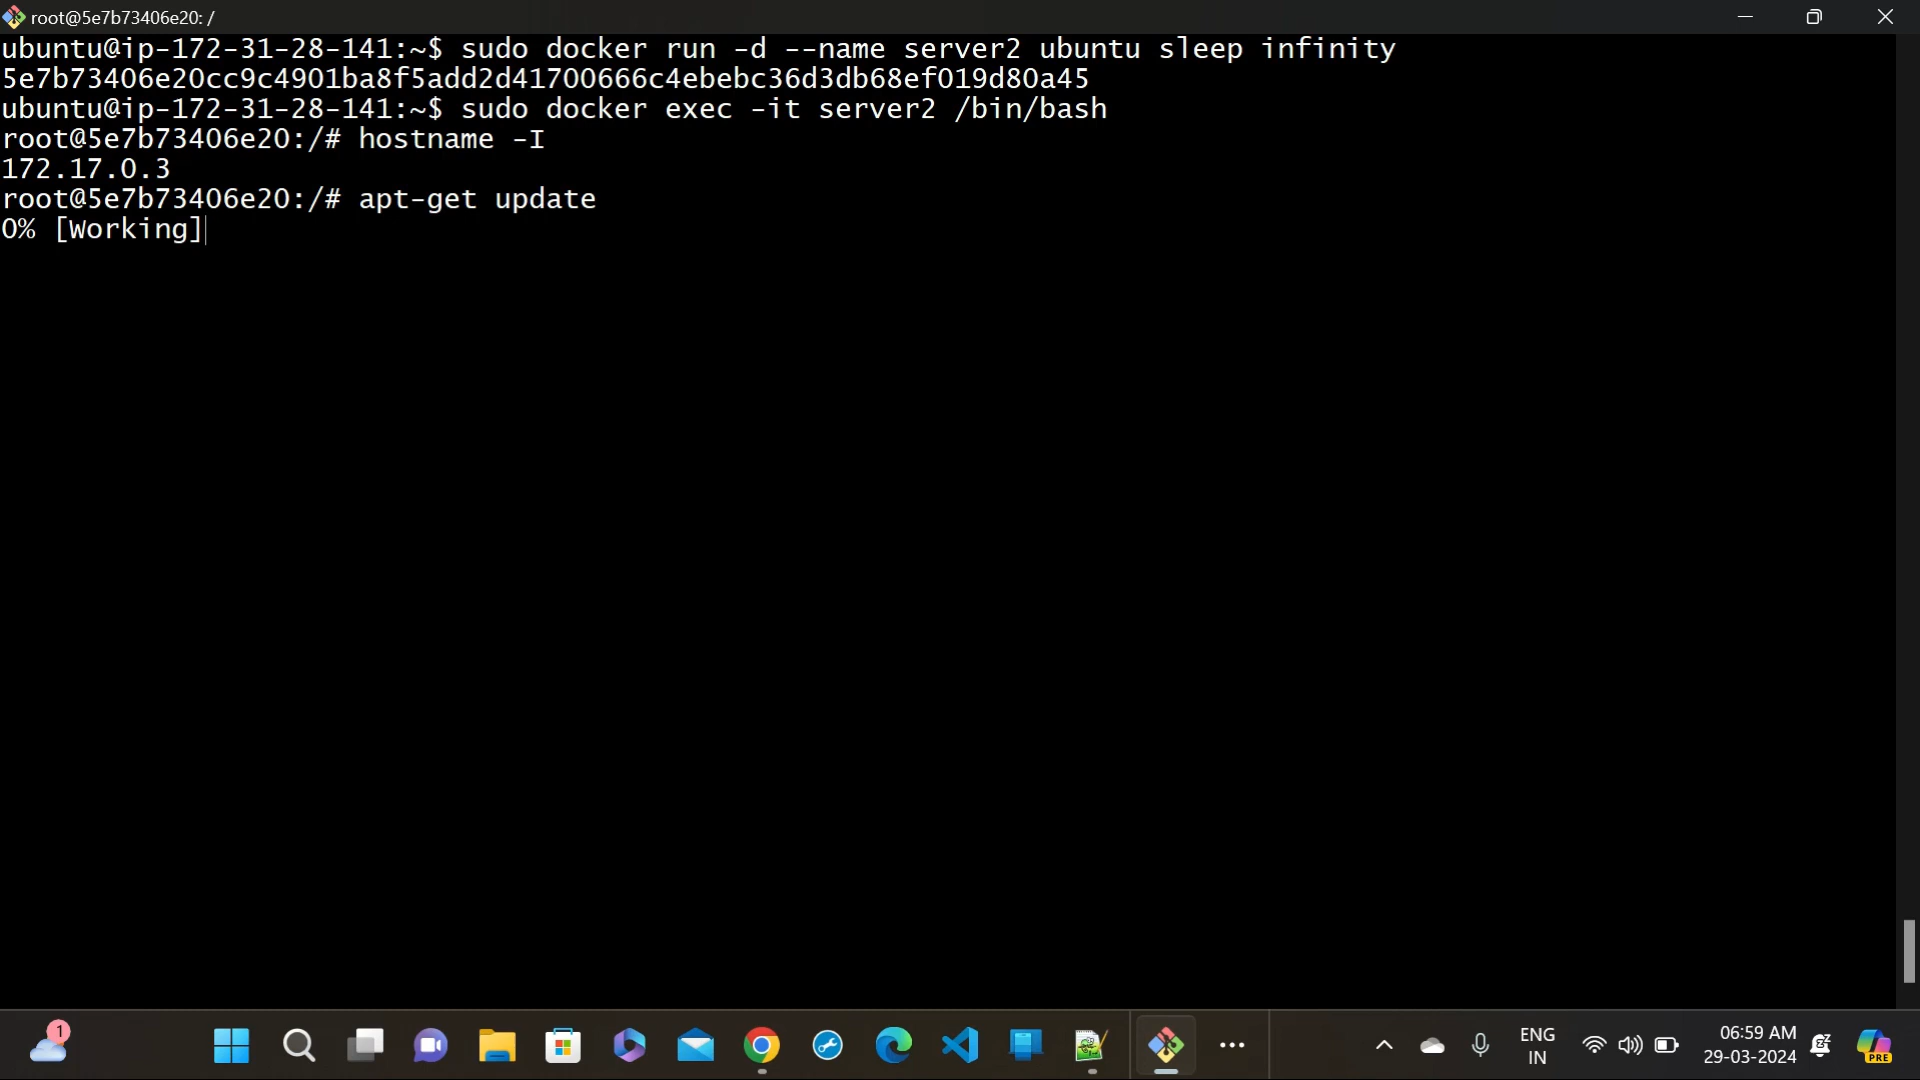 root@5e7b73406e20: /
ubuntu@ip-172-31-28-141:~$ sudo docker run -d --name server2 ubuntu sleep infinity
5e7b73406e20cc9c4901ba8f5add2d41700666c4ebebc36d3db68ef019d80a45
ubuntu@ip-172-31-28-141:~$ sudo docker exec -it server2 /bin/bash
root@5e7b73406e20:/# hostname -I
172.17.0.3
root@5e7b73406e20:/# apt-get update
0% [Working]
1
ENG
IN
06:59 AM
29-03-2024
PRE